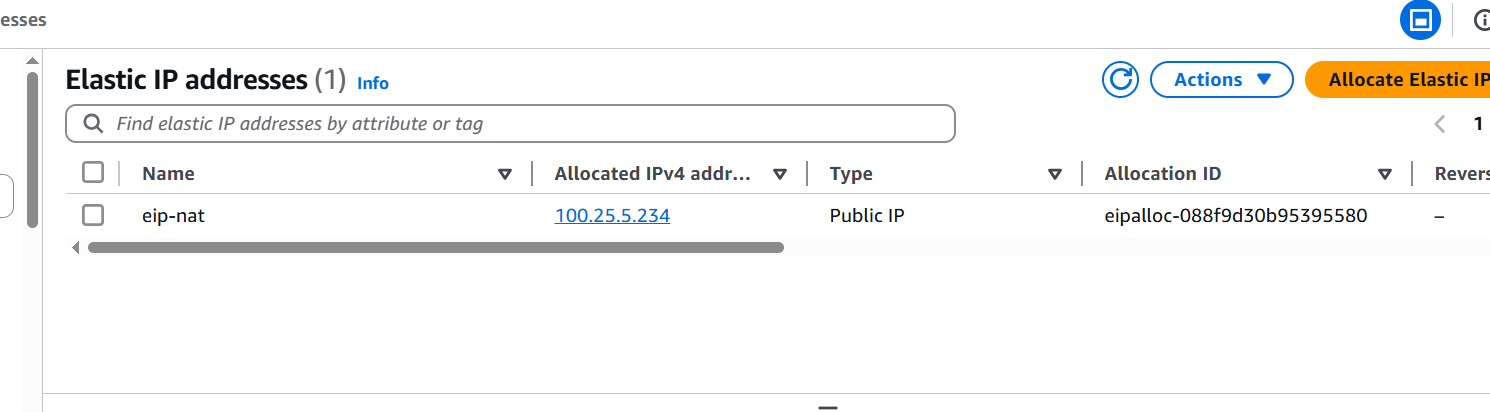 esses
Elastic IP addresses (1) Info
Actions
Allocate Elastic IP
Find elastic IP addresses by attribute or tag
1
Name Allocated IPv4 addr... Type Allocation ID Revers
eip-nat 100.25.5.234 Public IP eipalloc-088f9d30b95395580 –